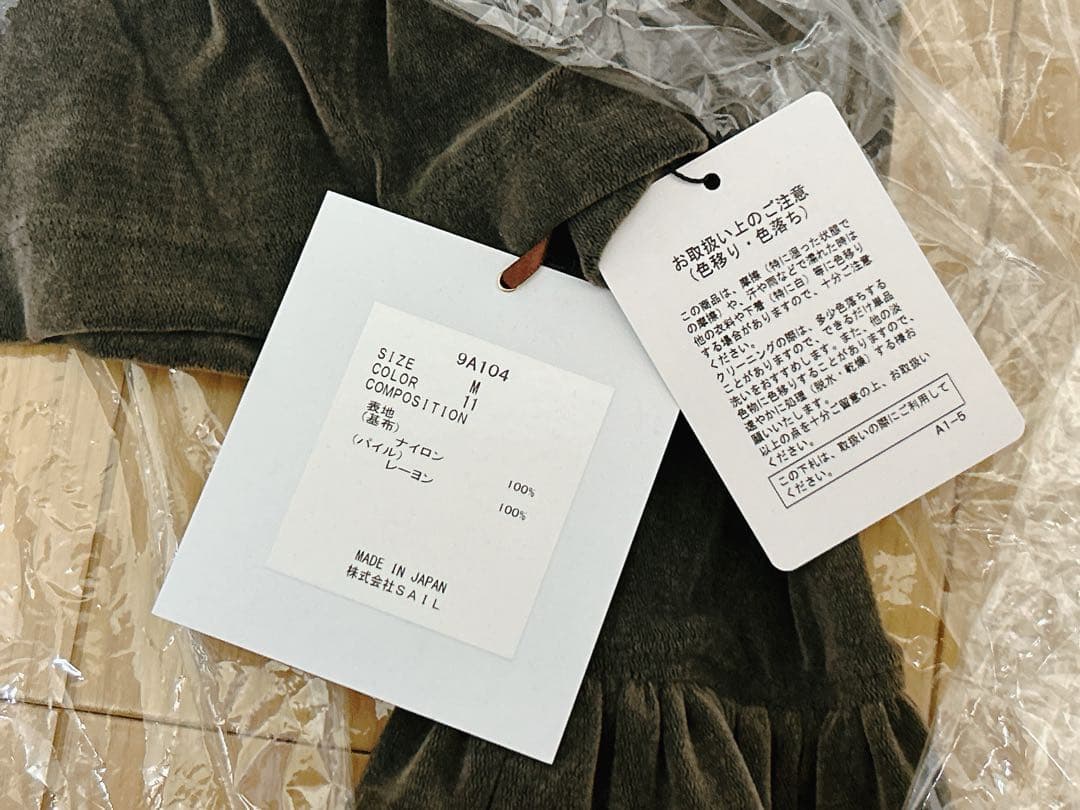 9A104
SIZE M
COLOR 11
COMPOSITION
表地
(基布)
ナイロン 100%
(パイル)
レーヨン 100%
MADE IN JAPAN
株式会社SAIL
お取扱い上のご注意
(色移り・色落ち)
この商品は、摩擦(特に湿った状態で
の摩擦)や、汗や雨などで濡れた時は
他の衣料や下着(特に白)等に色移り
する場合がありますので、十分ご注意
ください。
クリーニングの際は、多少色落ちする
ことがありますので、できるだけ単品
洗いをおすすめします。また、他の淡
色物に色移りすることがありますので、
速やかに処理(脱水、乾燥)する様お
願いいたします。
以上の点を十分ご留意の上、お取扱い
ください。
この下札は、取扱いの際にご利用して
ください。
A1-5